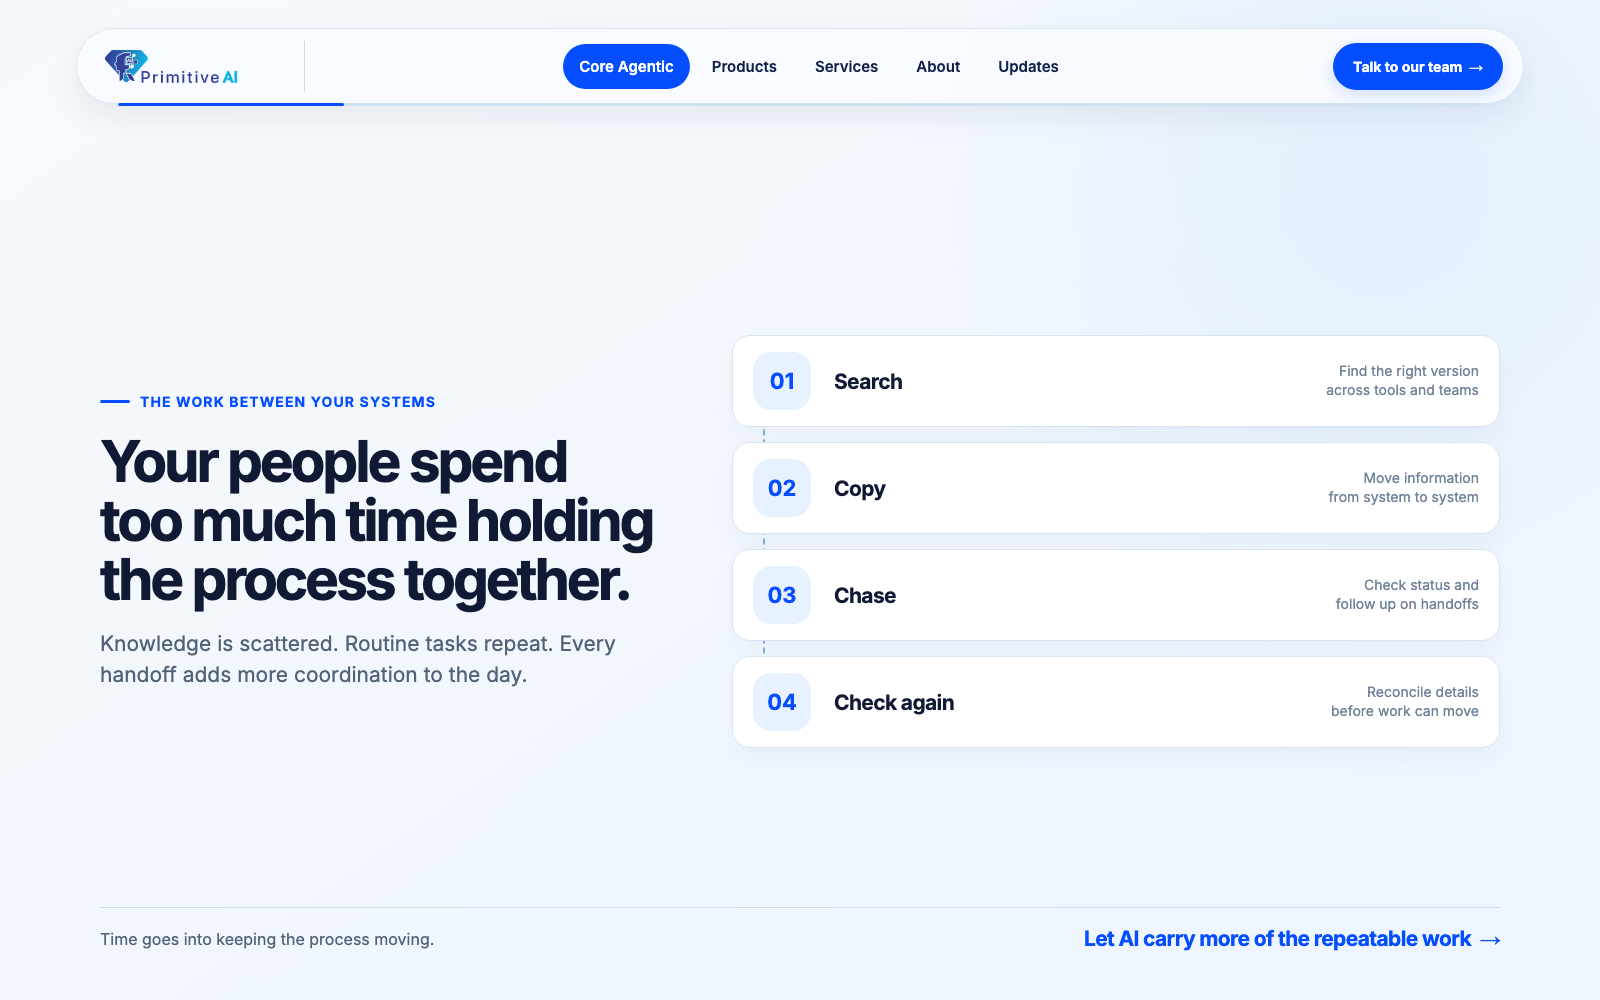 Primitive AI
Core Agentic
Products
Services
About
Updates
Talk to our team →
THE WORK BETWEEN YOUR SYSTEMS
Your people spend
too much time holding
the process together.
Knowledge is scattered. Routine tasks repeat. Every
handoff adds more coordination to the day.
01
Search
Find the right version
across tools and teams
02
Copy
Move information
from system to system
03
Chase
Check status and
follow up on handoffs
04
Check again
Reconcile details
before work can move
Time goes into keeping the process moving.
Let AI carry more of the repeatable work →